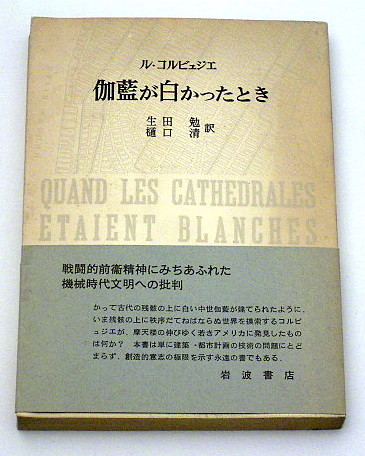 ル・コルビュジエ
伽藍が白かったとき
生田 勉
樋口 清 訳
QUAND LES CATHEDRALES
ETAIENT BLANCHES
戦闘的前衛精神にみちあふれた
機械時代文明への批判
かって古代の残骸の上に白い中世伽藍が建てられたように、
いま残骸の上に秩序だてねばならぬ世界を模索するコルビ
ュジエが、摩天楼の伸びゆく若きアメリカに発見したもの
は何か? 本書は単に建築・都市計画の技術の問題にとど
まらず、創造的意志の極限を示す永遠の書でもある.
岩波書店